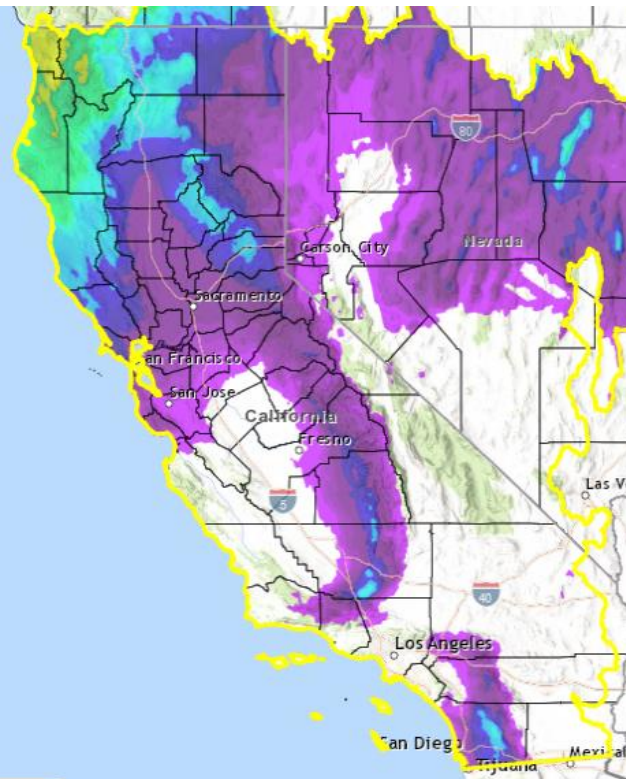 80
Nevada
Carson City
Sacramento
an Francisco
San Jose
California
Fresno
5
Las V
40
Los Angeles
San Diego
Tijuana
Mexical